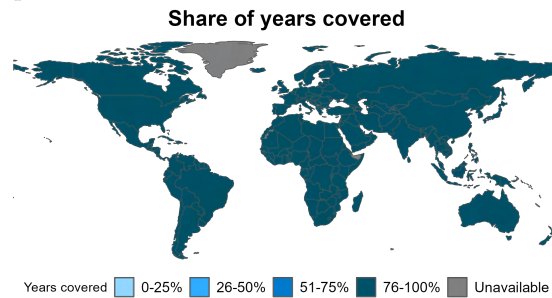 Share of years covered
Years covered 0-25% 26-50% 51-75% 76-100% Unavailable